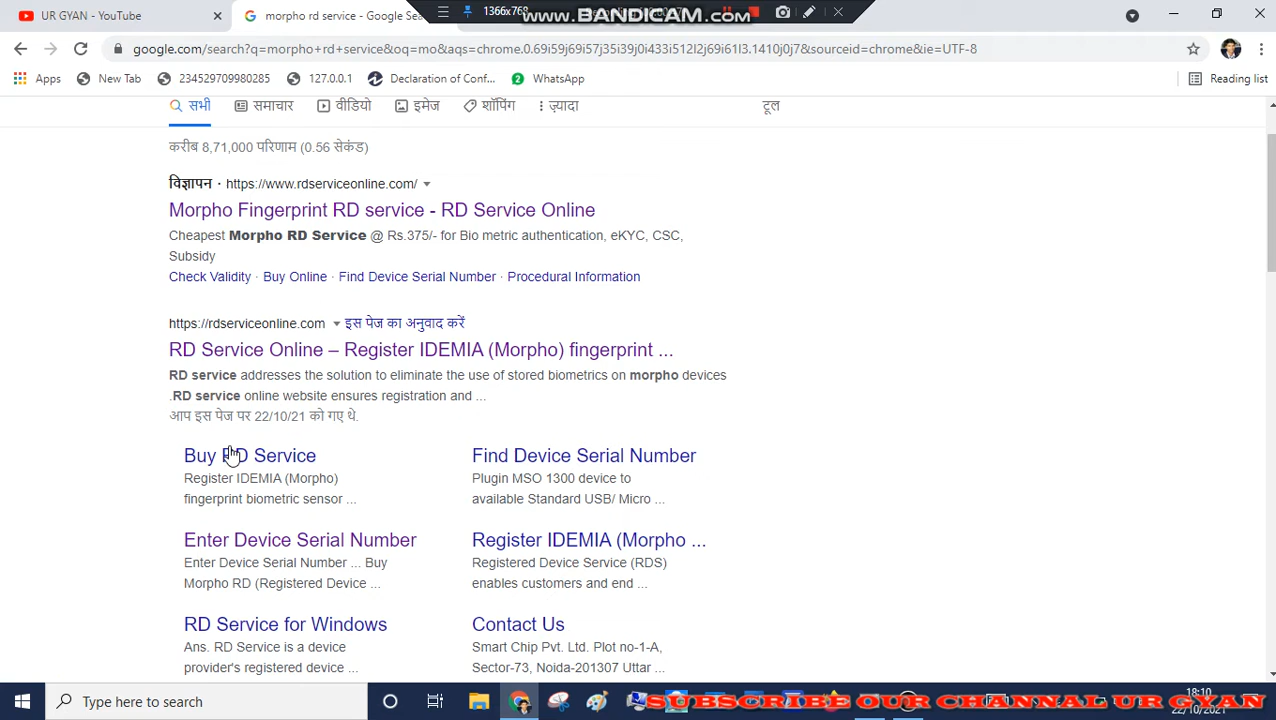 UR GYAN - YouTube
morpho rd service - Google Sea
1366x768
www.BANDICAM.com
google.com/search?q=morpho+rd+service&oq=mo&aqs=chrome.0.69i59j69i57j35i39j0i433i512l2j69i61l3.1410j0j7&sourceid=chrome&ie=UTF-8
Apps
New Tab
234529709980285
127.0.0.1
Declaration of Conf...
WhatsApp
Reading list
सभी
समाचार
वीडियो
इमेज
शॉपिंग
ज़्यादा
टूल
करीब 8,71,000 परिणाम (0.56 सेकंड)
विज्ञापन · https://www.rdserviceonline.com/
Morpho Fingerprint RD service - RD Service Online
Cheapest Morpho RD Service @ Rs.375/- for Bio metric authentication, eKYC, CSC,
Subsidy
Check Validity · Buy Online · Find Device Serial Number · Procedural Information
https://rdserviceonline.com इस पेज का अनुवाद करें
RD Service Online – Register IDEMIA (Morpho) fingerprint ...
RD service addresses the solution to eliminate the use of stored biometrics on morpho devices
.RD service online website ensures registration and ...
आप इस पेज पर 22/10/21 को गए थे.
Buy RD Service
Register IDEMIA (Morpho)
fingerprint biometric sensor ...
Find Device Serial Number
Plugin MSO 1300 device to
available Standard USB/ Micro ...
Enter Device Serial Number
Enter Device Serial Number ... Buy
Morpho RD (Registered Device ...
Register IDEMIA (Morpho ...
Registered Device Service (RDS)
enables customers and end ...
RD Service for Windows
Ans. RD Service is a device
provider's registered device ...
Contact Us
Smart Chip Pvt. Ltd. Plot no-1-A,
Sector-73, Noida-201307 Uttar ...
Type here to search
SUBSCRIBE OUR CHANNAL UR GYAN
18:10
22/10/2021